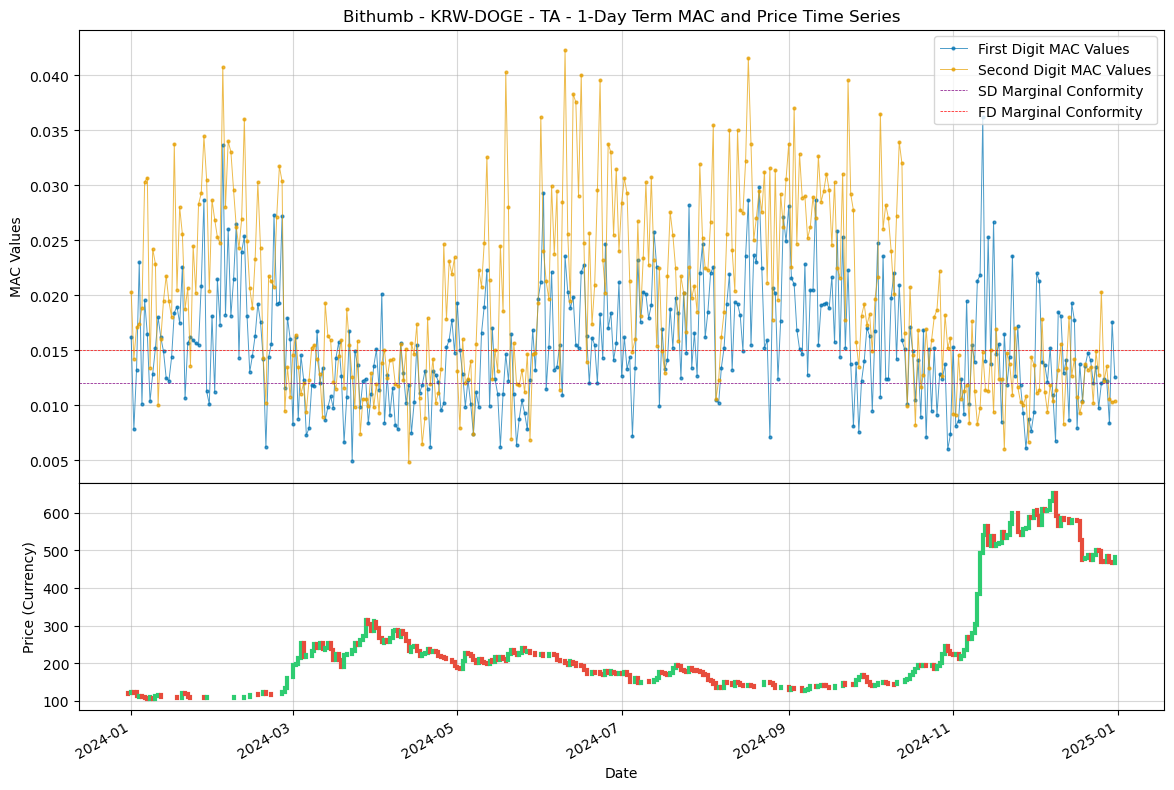 Bithumb - KRW-DOGE - TA - 1-Day Term MAC and Price Time Series
First Digit MAC Values
Second Digit MAC Values
SD Marginal Conformity
FD Marginal Conformity
MAC Values
0.040
0.035
0.030
0.025
0.020
0.015
0.010
0.005
Price (Currency)
600
500
400
300
200
100
2024-01
2024-03
2024-05
2024-07
2024-09
2024-11
2025-01
Date